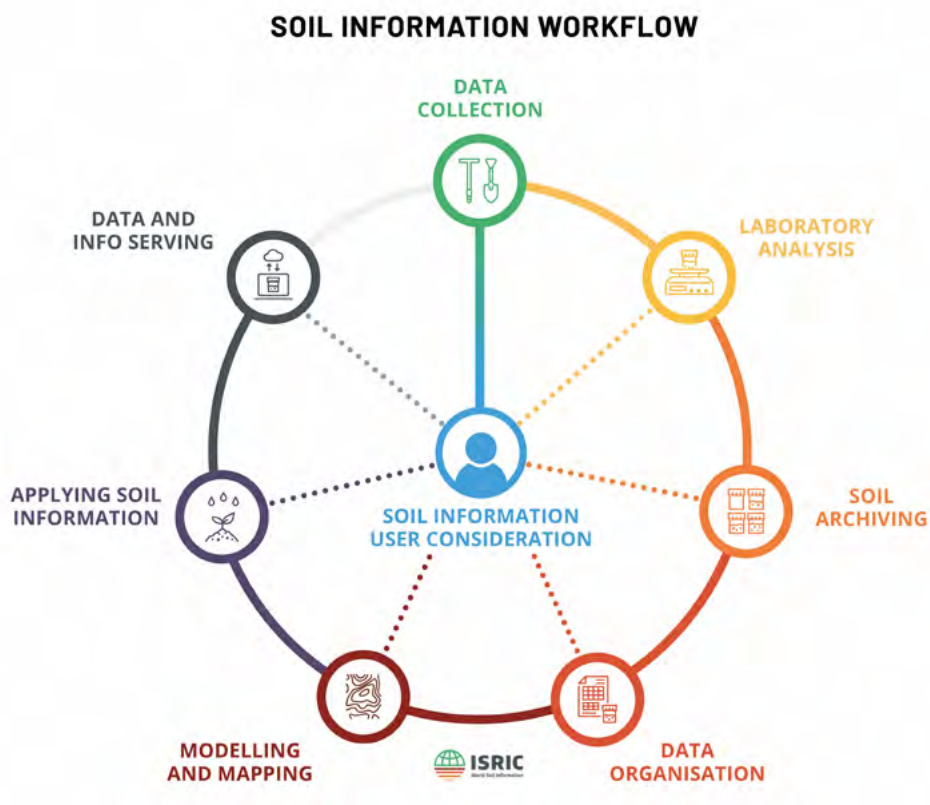 SOIL INFORMATION WORKFLOW
DATA
COLLECTION
LABORATORY
ANALYSIS
SOIL
ARCHIVING
DATA
ORGANISATION
MODELLING
AND MAPPING
APPLYING SOIL
INFORMATION
DATA AND
INFO SERVING
SOIL INFORMATION
USER CONSIDERATION
ISRIC
World Soil Information